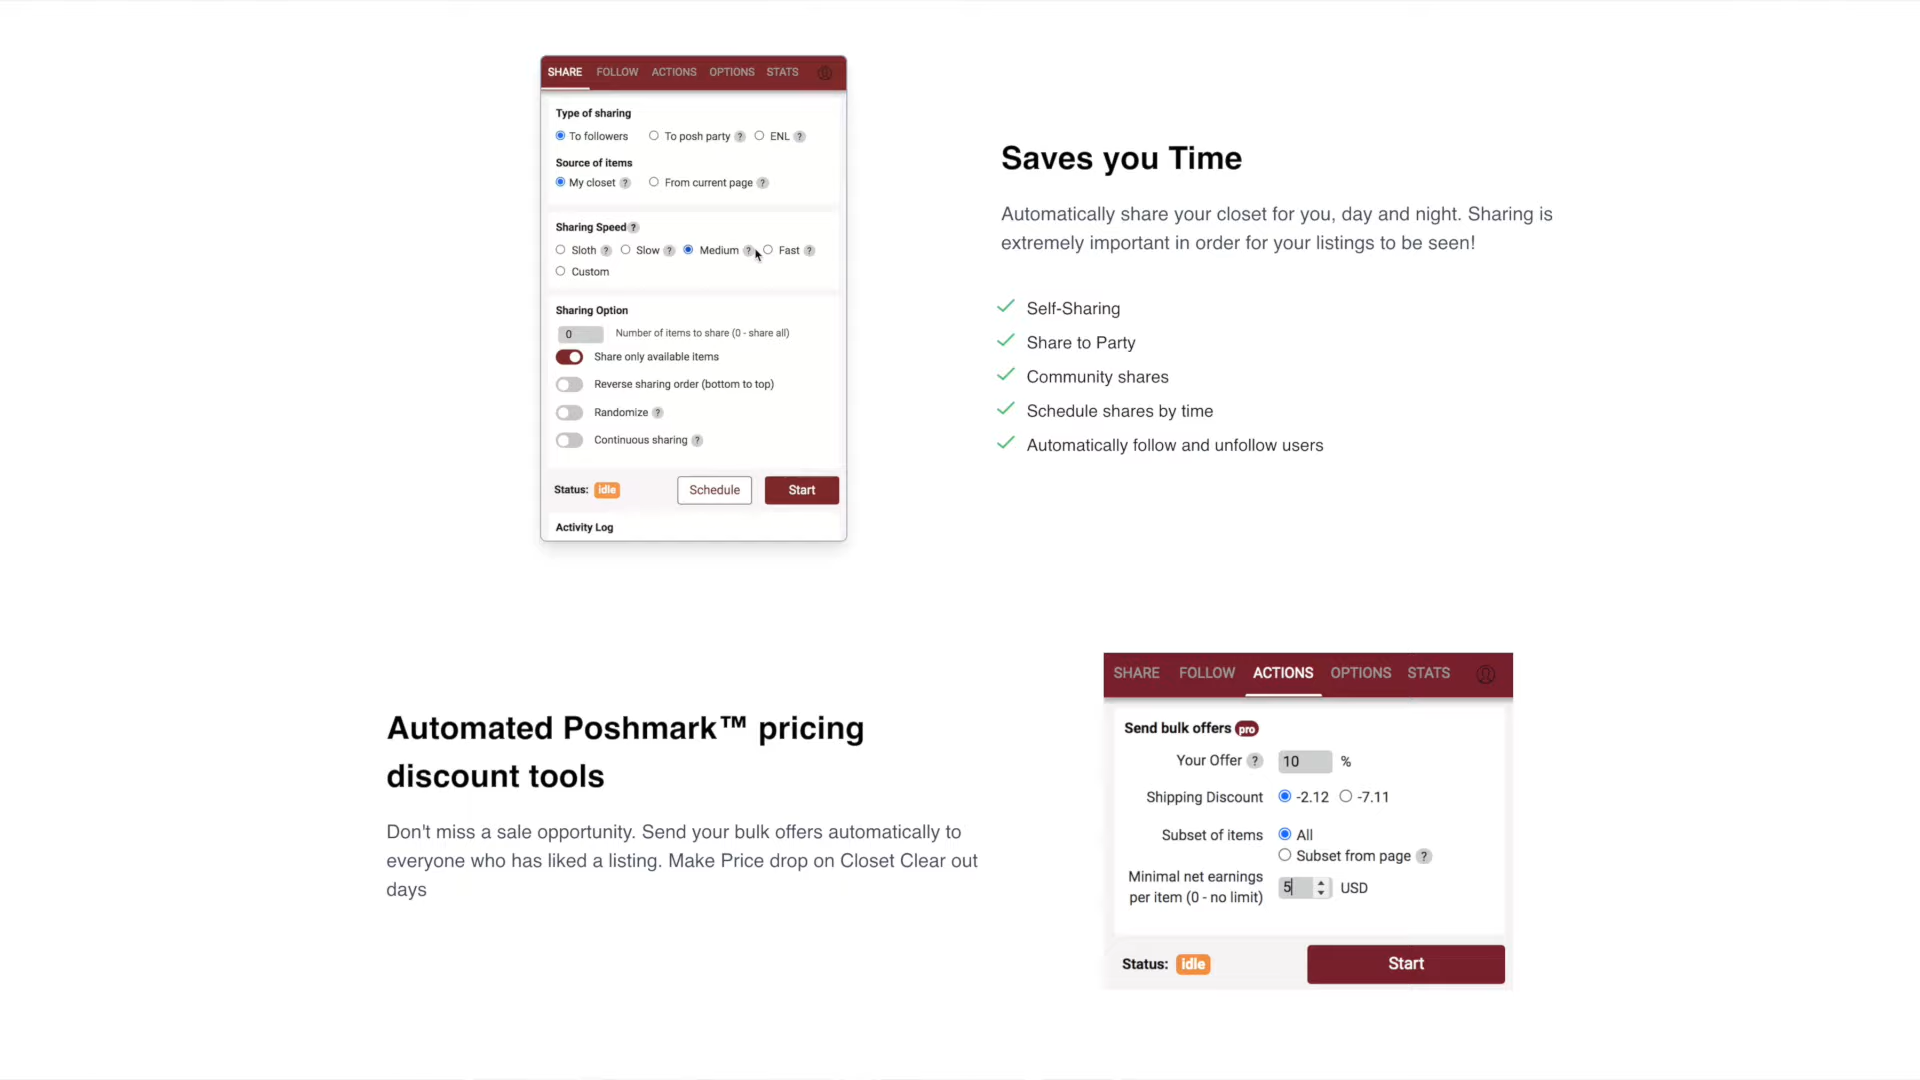 SHARE FOLLOW ACTIONS OPTIONS STATS
Type of sharing
To followers To posh party ? ENL ?
Source of items
My closet ? From current page ?
Sharing Speed ?
Sloth ? Slow ? Medium ? Fast ?
Custom
Sharing Option
0 Number of items to share (0 - share all)
Share only available items
Reverse sharing order (bottom to top)
Randomize ?
Continuous sharing ?
Status: idle Schedule Start
Activity Log
Saves you Time
Automatically share your closet for you, day and night. Sharing is
extremely important in order for your listings to be seen!
Self-Sharing
Share to Party
Community shares
Schedule shares by time
Automatically follow and unfollow users
Automated Poshmark™ pricing
discount tools
Don't miss a sale opportunity. Send your bulk offers automatically to
everyone who has liked a listing. Make Price drop on Closet Clear out
days
SHARE FOLLOW ACTIONS OPTIONS STATS
Send bulk offers pro
Your Offer ? 10 %
Shipping Discount -2.12 -7.11
Subset of items All
Subset from page ?
Minimal net earnings
per item (0 - no limit) 5 USD
Status: idle Start